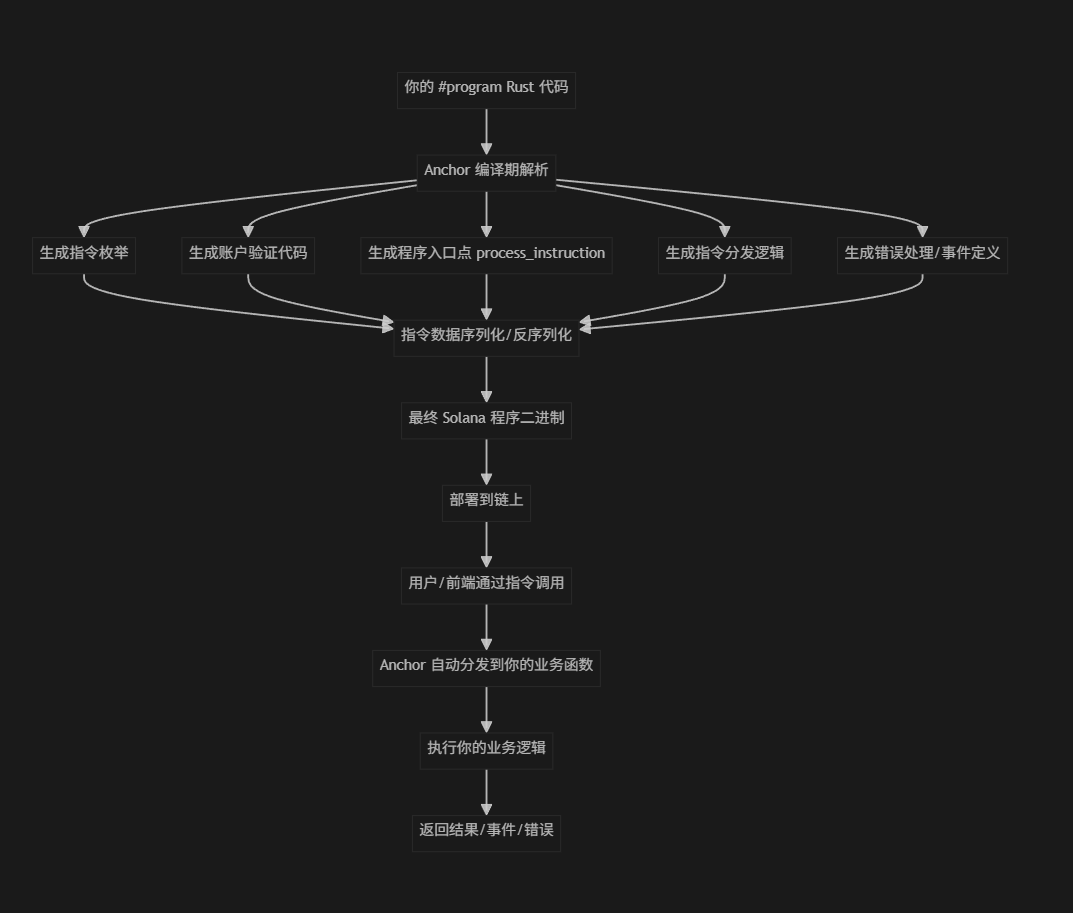 你的 #program Rust 代码
Anchor 编译期解析
生成指令枚举
生成账户验证代码
生成程序入口点 process_instruction
生成指令分发逻辑
生成错误处理/事件定义
指令数据序列化/反序列化
最终 Solana 程序二进制
部署到链上
用户/前端通过指令调用
Anchor 自动分发到你的业务函数
执行你的业务逻辑
返回结果/事件/错误